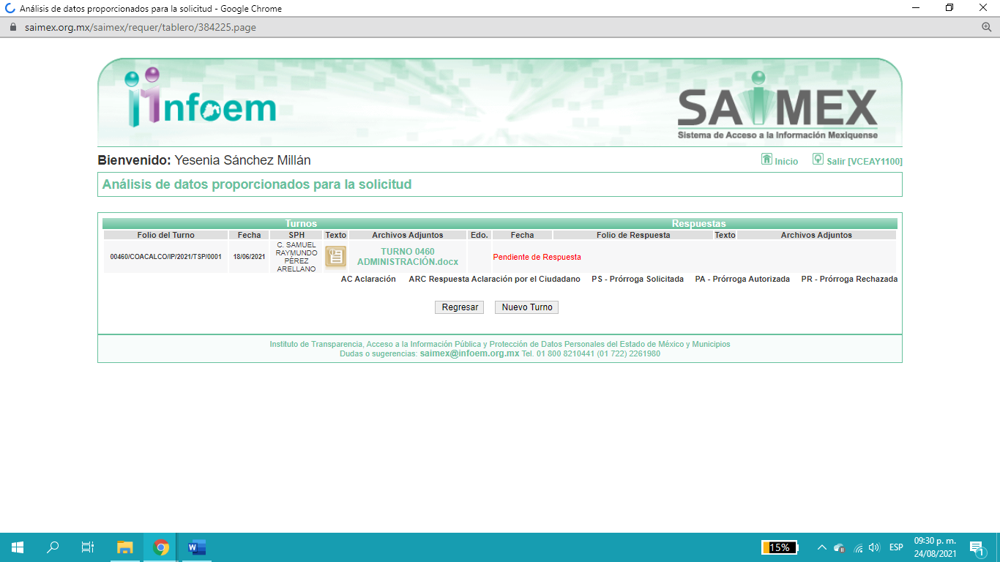 Análisis de datos proporcionados para la solicitud - Google Chrome
saimex.org.mx/saimex/requer/tablero/384225.page
infoem
SAIMEX
Sistema de Acceso a la Información Mexiquense
Bienvenido: Yesenia Sánchez Millán
Inicio Salir [VCEAY1100]
Análisis de datos proporcionados para la solicitud
Turnos Respuestas
Folio del Turno Fecha SPH Texto Archivos Adjuntos Edo. Fecha Folio de Respuesta Texto Archivos Adjuntos
00460/COACALCO/IP/2021/TSP/0001 18/06/2021
C. SAMUEL
RAYMUNDO
PÉREZ
ARELLANO
TURNO 0460
ADMINISTRACIÓN.docx
Pendiente de Respuesta
AC Aclaración ARC Respuesta Aclaración por el Ciudadano PS - Prórroga Solicitada PA - Prórroga Autorizada PR - Prórroga Rechazada
Regresar Nuevo Turno
Instituto de Transparencia, Acceso a la Información Pública y Protección de Datos Personales del Estado de México y Municipios
Dudas o sugerencias: saimex@infoem.org.mx Tel. 01 800 8210441 (01 722) 2261980
15% ESP
09:30 p. m.
24/08/2021
1